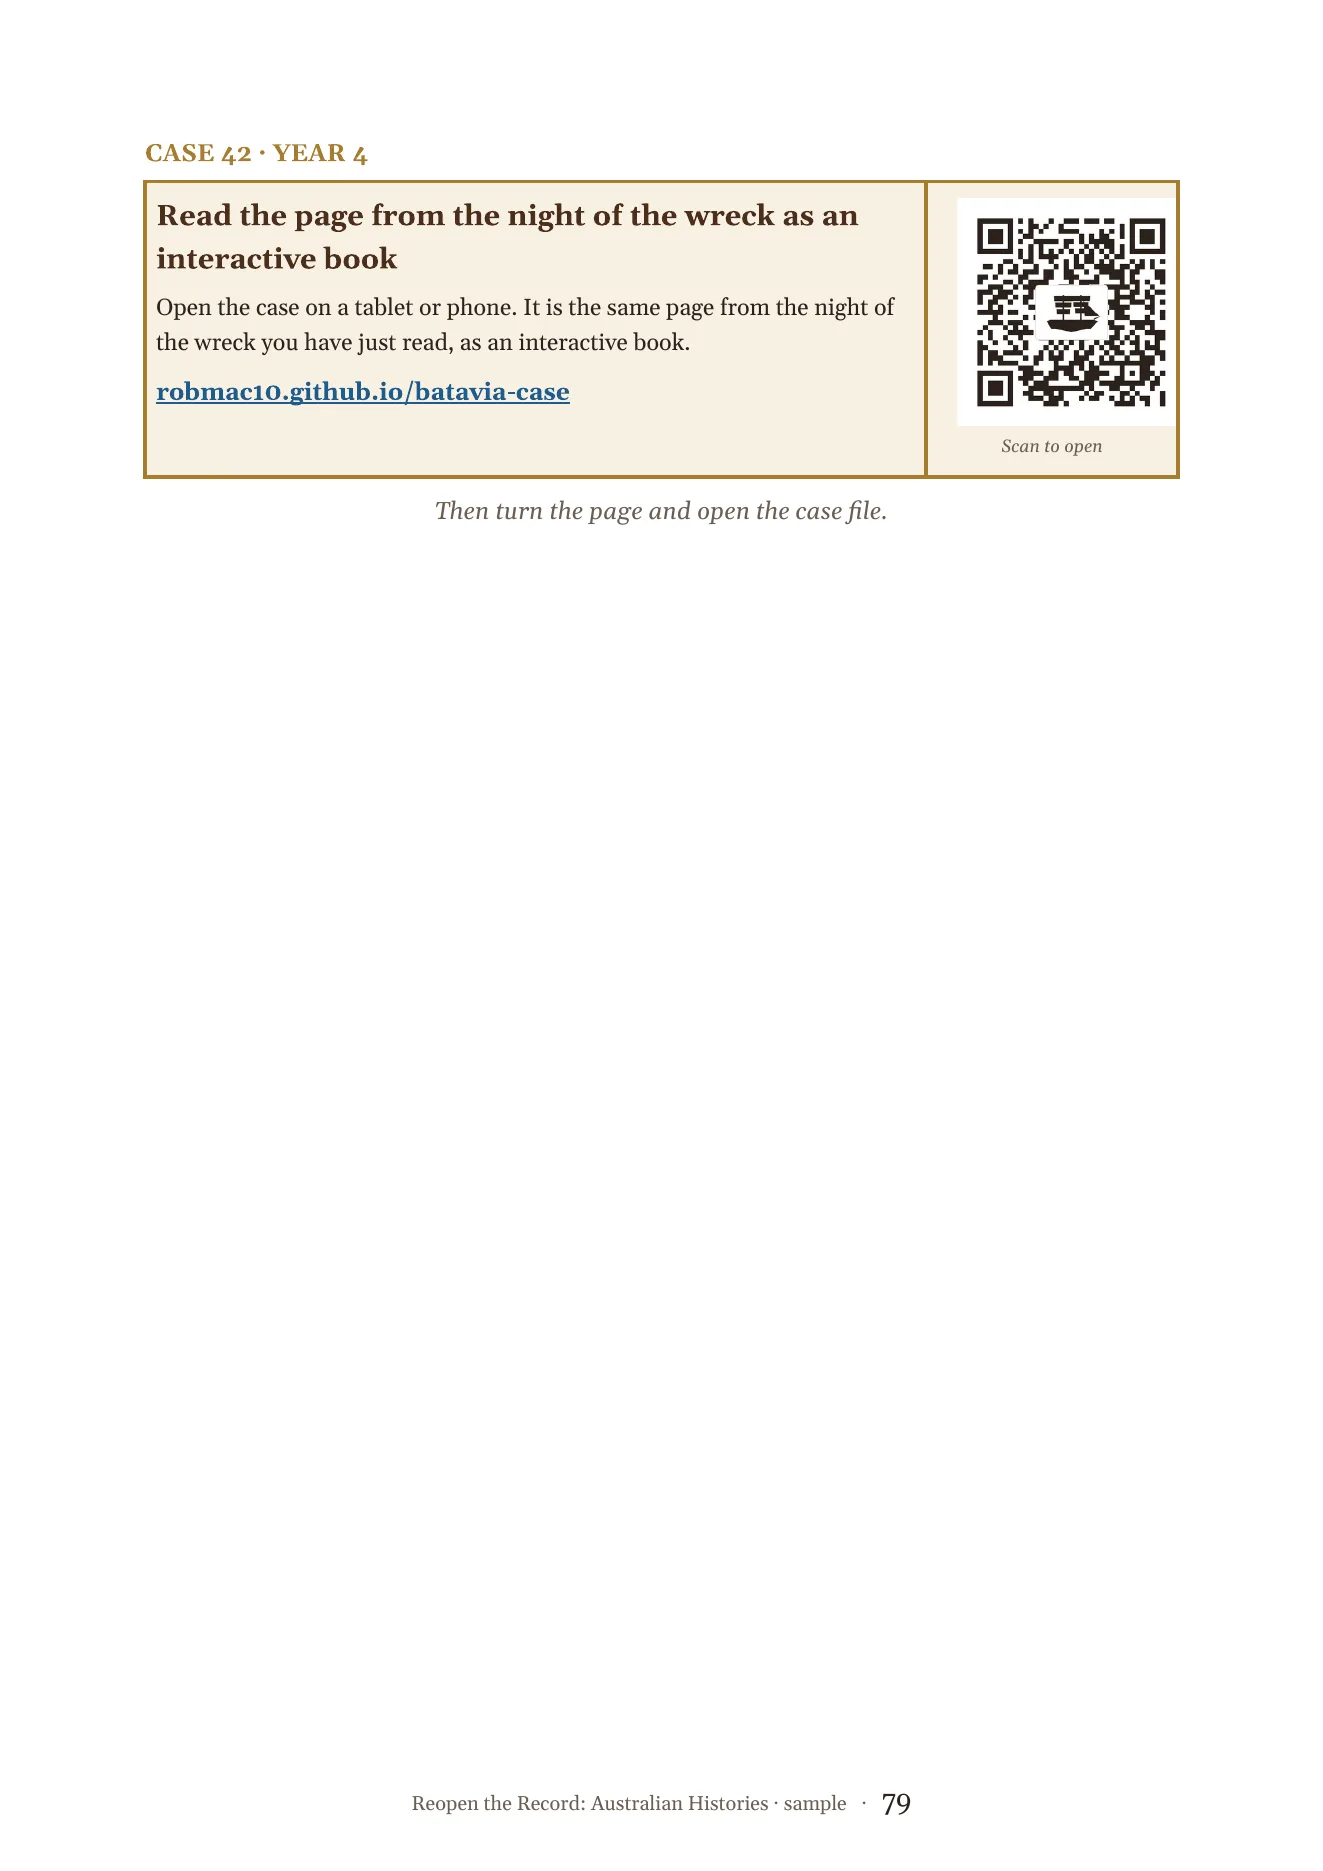 CASE 42 · YEAR 4
Read the page from the night of the wreck as an
interactive book
Open the case on a tablet or phone. It is the same page from the night of
the wreck you have just read, as an interactive book.
robmac10.github.io/batavia-case
Scan to open
Then turn the page and open the case file.
Reopen the Record: Australian Histories · sample · 79